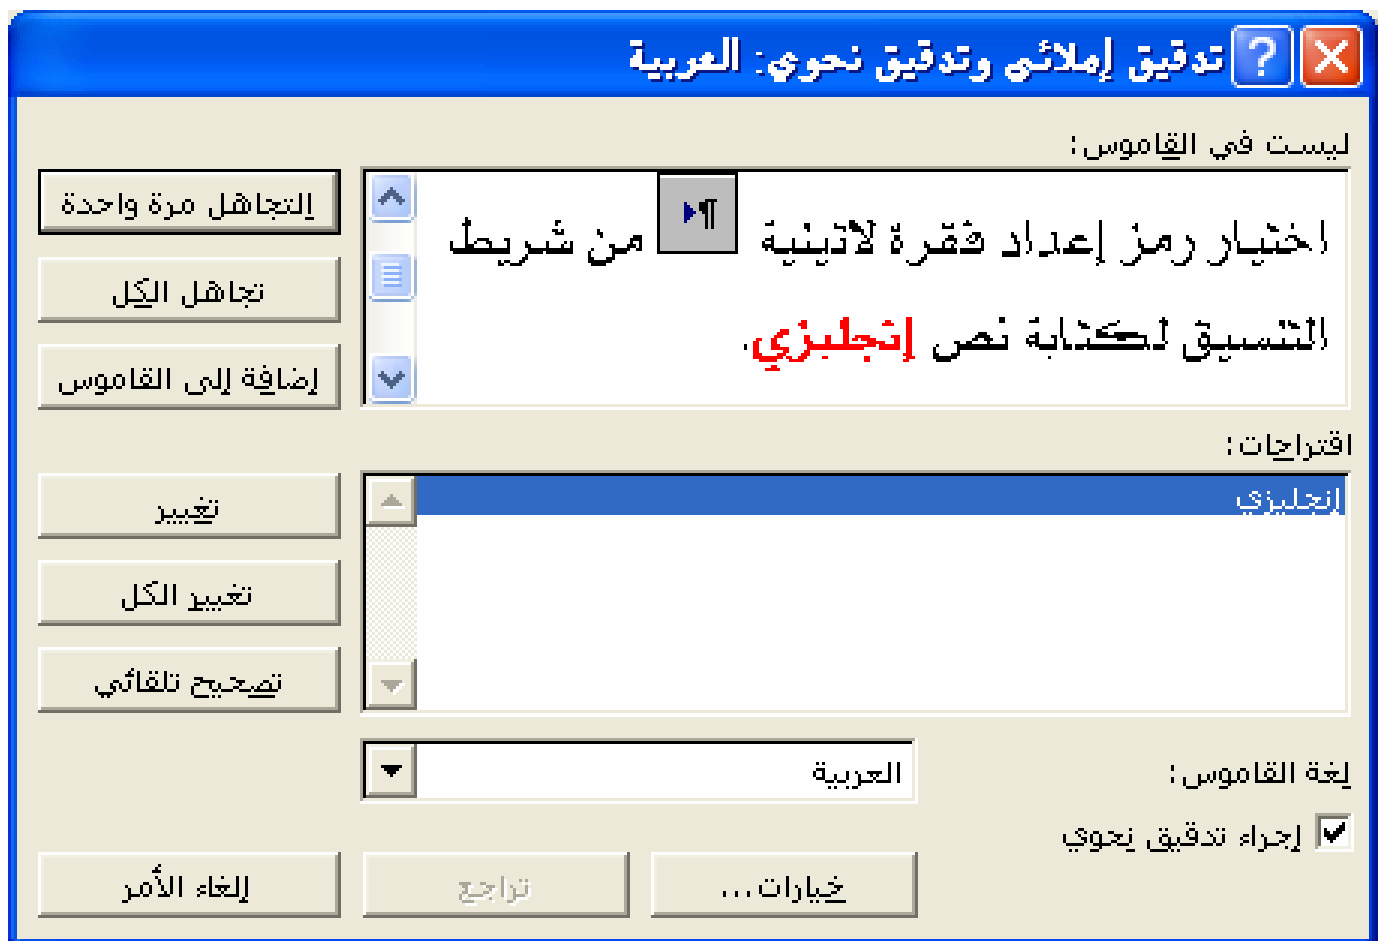 تدقيق إملائي وتدقيق نحوي: العربية
ليست في القاموس:
اختيار رمز إعداد فقرة لاتينية ¶ من شريط
التنسيق لكتابة نص إنجلبزي.
التجاهل مرة واحدة
تجاهل الكل
إضافة إلى القاموس
اقتراحات:
إنجليزي
تغيير
تغيير الكل
تصحيح تلقائي
لغة القاموس:
العربية
إجراء تدقيق نحوي
خيارات...
تراجع
إلغاء الأمر